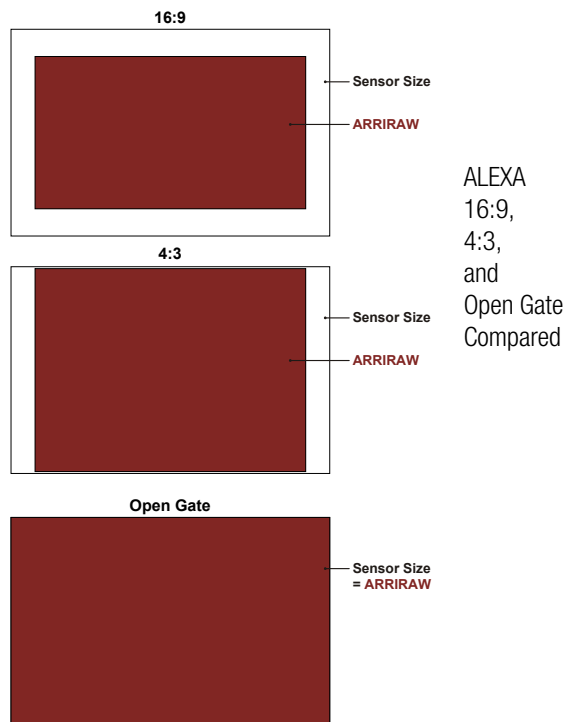 16:9
Sensor Size
ARRIRAW
ALEXA
16:9,
4:3,
and
Open Gate
Compared
4:3
Sensor Size
ARRIRAW
Open Gate
Sensor Size
= ARRIRAW